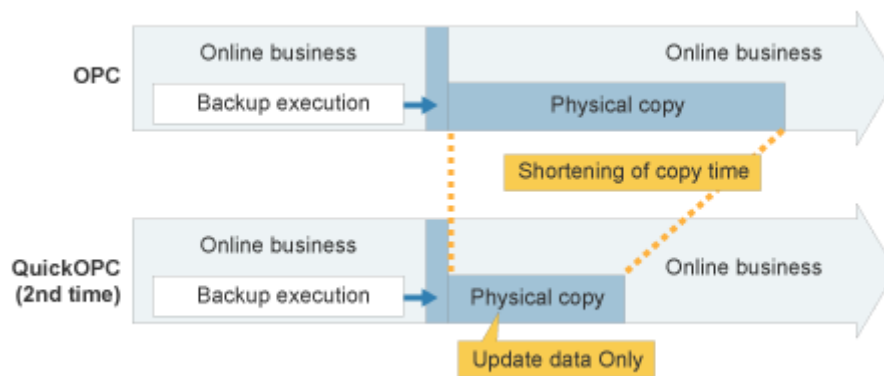 Online business
Online business
OPC
Backup execution
Physical copy
Shortening of copy time
Online business
QuickOPC
(2nd time)
Online business
Backup execution
Physical copy
Update data Only